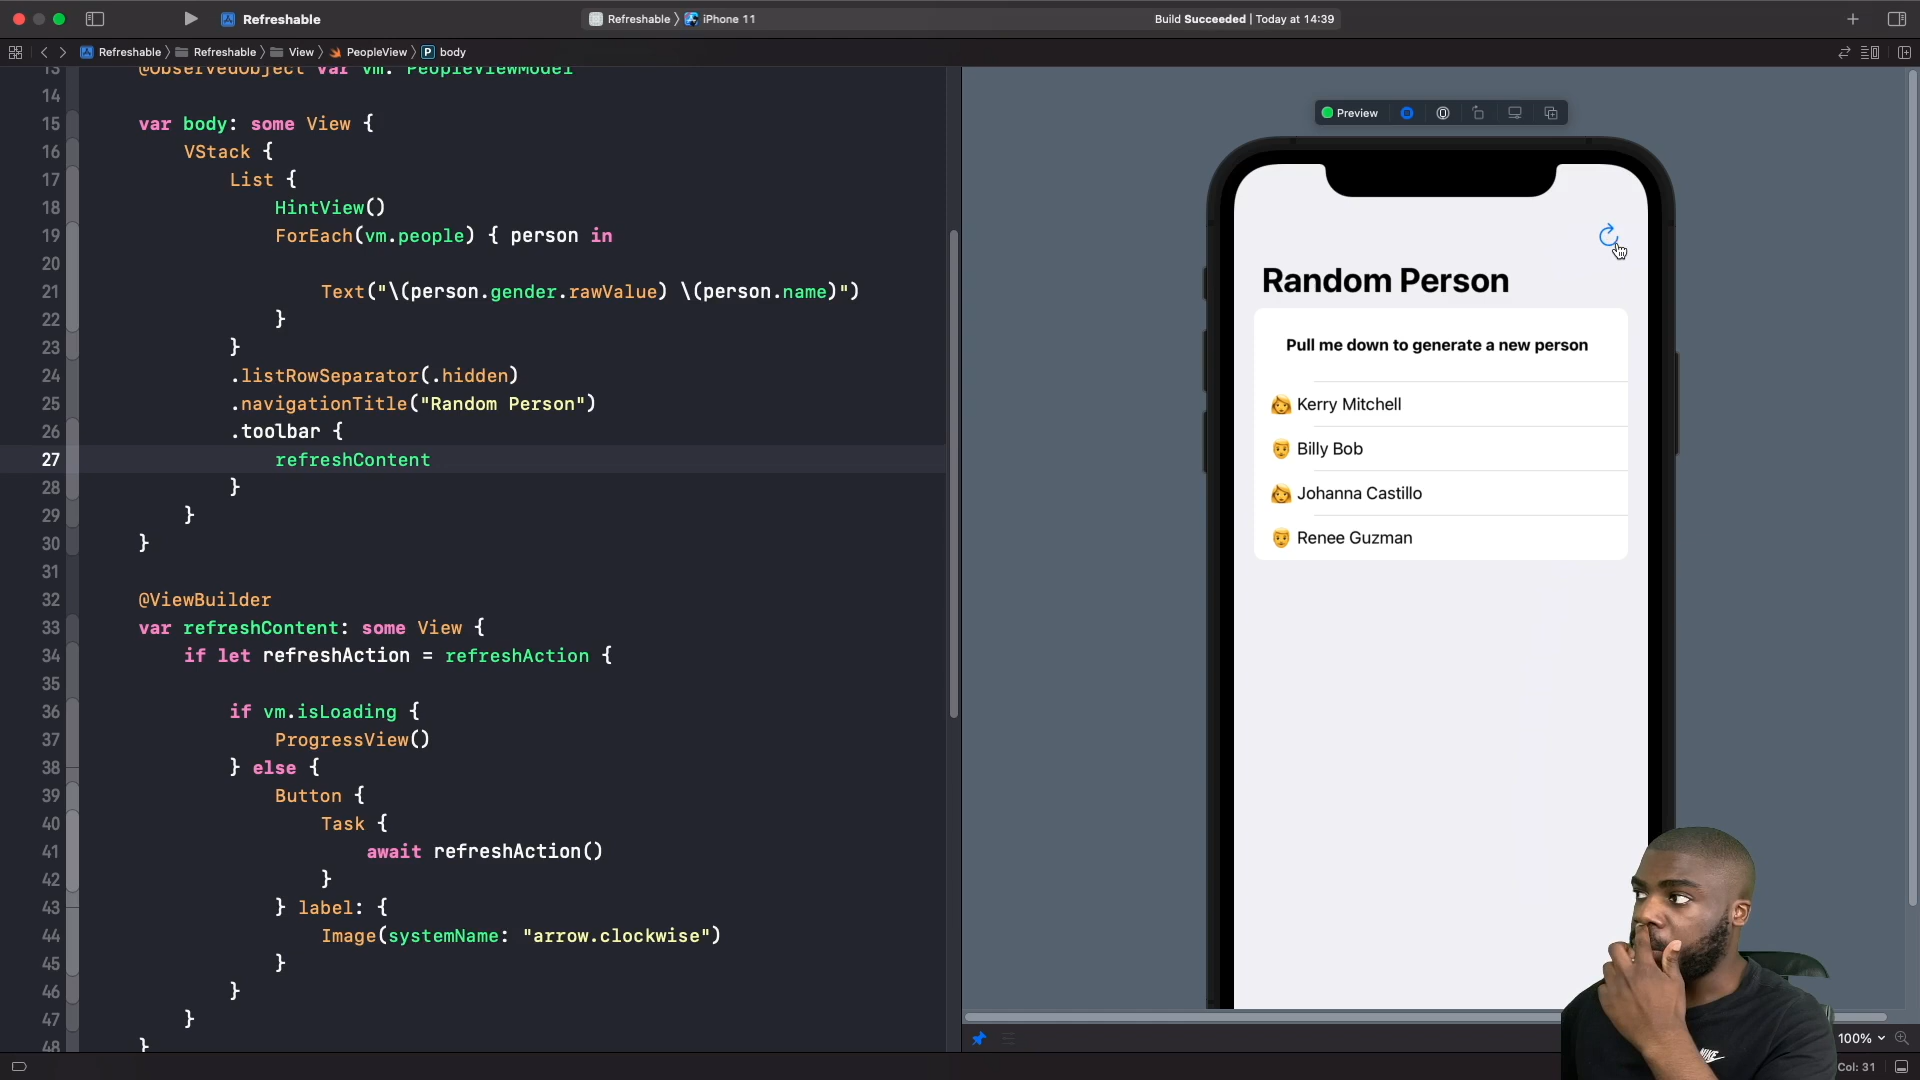 Refreshable
Refreshable 〉 iPhone 11
Build Succeeded | Today at 14:39
Refreshable 〉 Refreshable 〉 View 〉 PeopleView 〉 P body
13 @ObservedObject var vm: PeopleViewModel
14
15 var body: some View {
16 VStack {
17 List {
18 HintView()
19 ForEach(vm.people) { person in
20
21 Text("\(person.gender.rawValue) \(person.name)")
22 }
23 }
24 .listRowSeparator(.hidden)
25 .navigationTitle("Random Person")
26 .toolbar {
27 refreshContent
28 }
29 }
30 }
31
32 @ViewBuilder
33 var refreshContent: some View {
34 if let refreshAction = refreshAction {
35
36 if vm.isLoading {
37 ProgressView()
38 } else {
39 Button {
40 Task {
41 await refreshAction()
42 }
43 } label: {
44 Image(systemName: "arrow.clockwise")
45 }
46 }
47 }
48 }
Preview
Random Person
Pull me down to generate a new person
Kerry Mitchell
Billy Bob
Johanna Castillo
Renee Guzman
100%
Col: 31